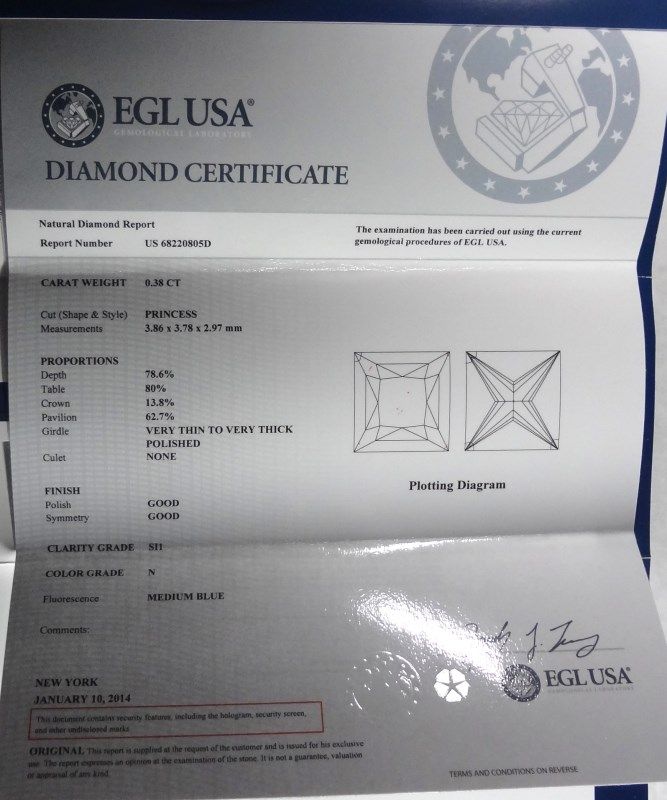 EGL USA®
GEMOLOGICAL LABORATORY
DIAMOND CERTIFICATE
Natural Diamond Report
Report Number US 68220805D
The examination has been carried out using the current
gemological procedures of EGL USA.
CARAT WEIGHT 0.38 CT
Cut (Shape & Style) PRINCESS
Measurements 3.86 x 3.78 x 2.97 mm
PROPORTIONS
Depth 78.6%
Table 80%
Crown 13.8%
Pavilion 62.7%
Girdle VERY THIN TO VERY THICK
POLISHED
Culet NONE
Plotting Diagram
FINISH
Polish GOOD
Symmetry GOOD
CLARITY GRADE SI1
COLOR GRADE N
Fluorescence MEDIUM BLUE
Comments:
EGL USA®
GEMOLOGICAL LABORATORY
NEW YORK
JANUARY 10, 2014
This document contains security features, including the hologram, security screen,
and other undisclosed marks
ORIGINAL This report is supplied at the request of the customer and is issued for his exclusive
use. The report expresses an opinion at the examination of the stone. It is not a guarantee, valuation
or appraisal of any kind.
TERMS AND CONDITIONS ON REVERSE